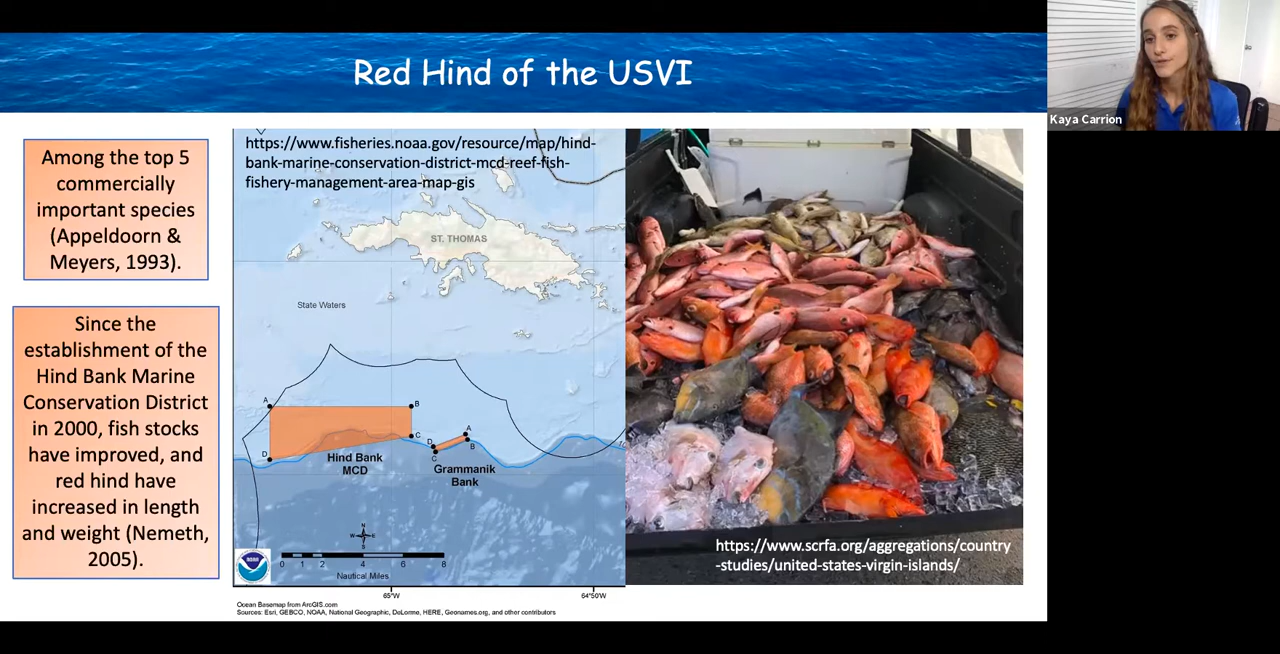 Red Hind of the USVI
Kaya Carrion
Among the top 5
commercially
important species
(Appeldoorn &
Meyers, 1993).
Since the
establishment of the
Hind Bank Marine
Conservation District
in 2000, fish stocks
have improved, and
red hind have
increased in length
and weight (Nemeth,
2005).
https://www.fisheries.noaa.gov/resource/map/hind-
bank-marine-conservation-district-mcd-reef-fish-
fishery-management-area-map-gis
ST. THOMAS
State Waters
A
B
C
D
Hind Bank
MCD
A
B
D
C
Grammanik
Bank
N
W E
S
NOAA
0 1 2 4 6 8
Nautical Miles
65°W
64°50'W
Ocean Basemap from ArcGIS.com
Sources: Esri, GEBCO, NOAA, National Geographic, DeLorme, HERE, Geonames.org, and other contributors
https://www.scrfa.org/aggregations/country
-studies/united-states-virgin-islands/